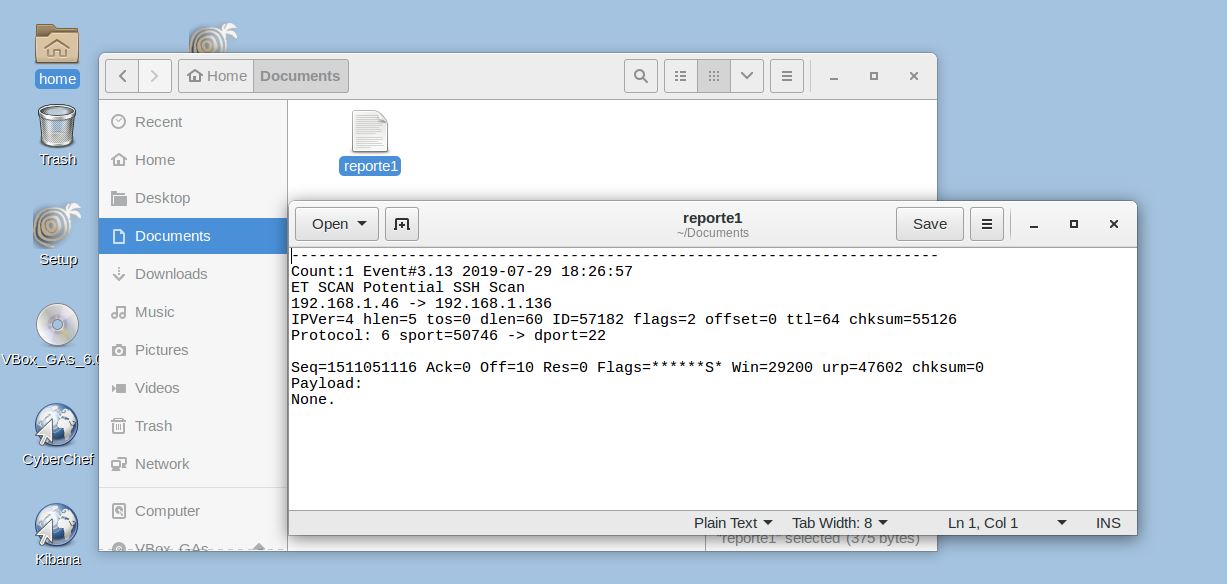 home
Trash
Setup
VBox_GAs_6.
CyberChef
Kibana
Home
Documents
Recent
Home
Desktop
Documents
Downloads
Music
Pictures
Videos
Trash
Network
Computer
VBox_GAs_
reporte1
"reporte1" selected (375 bytes)
Open
reporte1
~/Documents
Save
-------------------------------------------------------------------------
Count:1 Event#3.13 2019-07-29 18:26:57
ET SCAN Potential SSH Scan
192.168.1.46 -> 192.168.1.136
IPVer=4 hlen=5 tos=0 dlen=60 ID=57182 flags=2 offset=0 ttl=64 chksum=55126
Protocol: 6 sport=50746 -> dport=22
Seq=1511051116 Ack=0 Off=10 Res=0 Flags=******S* Win=29200 urp=47602 chksum=0
Payload:
None.
Plain Text
Tab Width: 8
Ln 1, Col 1
INS